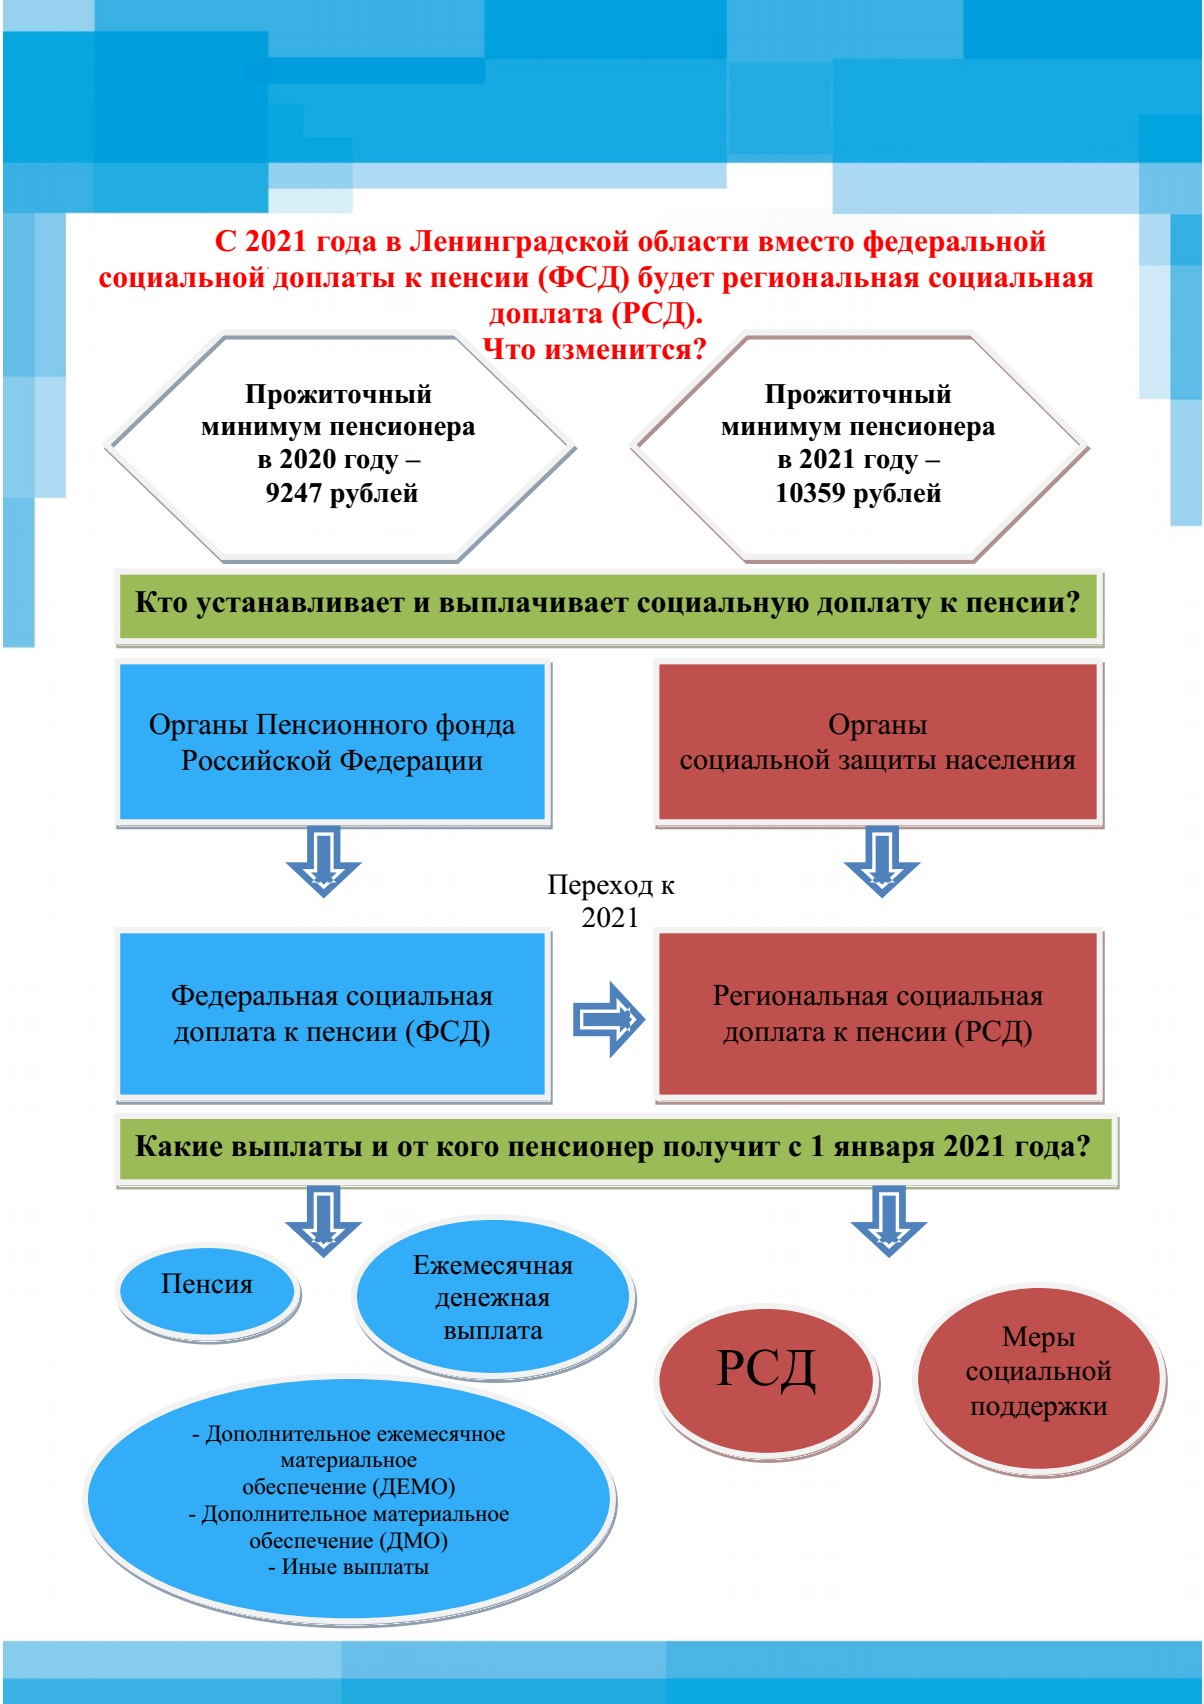 С 2021 года в Ленинградской области вместо федеральной
социальной доплаты к пенсии (ФСД) будет региональная социальная
доплата (РСД).
Что изменится?
Прожиточный
минимум пенсионера
в 2020 году –
9247 рублей
Прожиточный
минимум пенсионера
в 2021 году –
10359 рублей
Кто устанавливает и выплачивает социальную доплату к пенсии?
Органы Пенсионного фонда
Российской Федерации
Органы
социальной защиты населения
Переход к
2021
Федеральная социальная
доплата к пенсии (ФСД)
Региональная социальная
доплата к пенсии (РСД)
Какие выплаты и от кого пенсионер получит с 1 января 2021 года?
Пенсия
Ежемесячная
денежная
выплата
- Дополнительное ежемесячное
материальное
обеспечение (ДЕМО)
- Дополнительное материальное
обеспечение (ДМО)
- Иные выплаты
РСД
Меры
социальной
поддержки